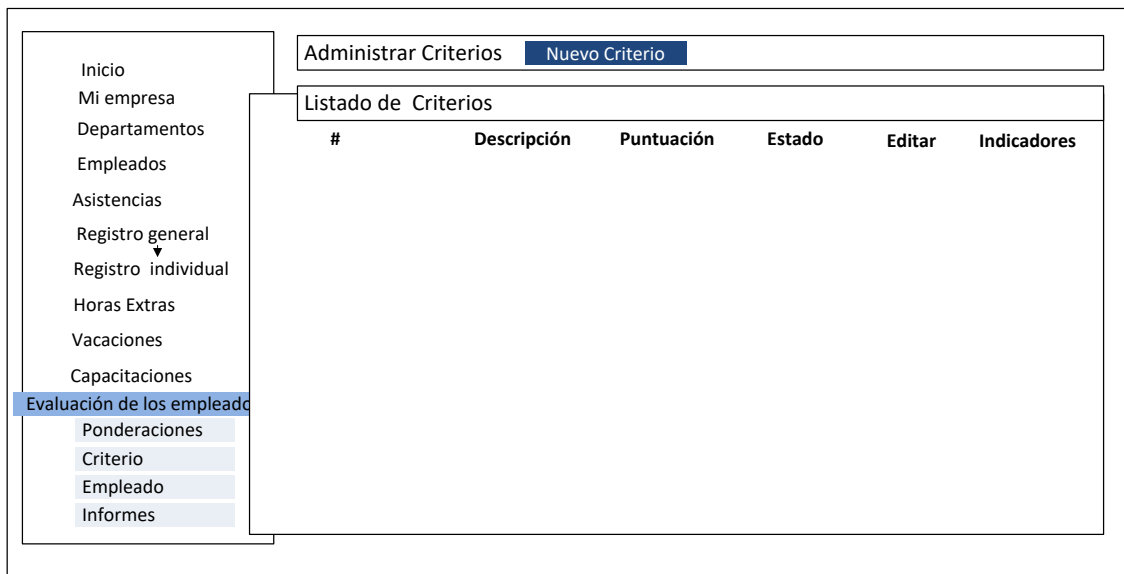 Inicio
Mi empresa
Departamentos
Empleados
Asistencias
Registro general
Registro individual
Horas Extras
Vacaciones
Capacitaciones
Evaluación de los empleado
Ponderaciones
Criterio
Empleado
Informes
Administrar Criterios Nuevo Criterio
Listado de Criterios
# Descripción Puntuación Estado Editar Indicadores